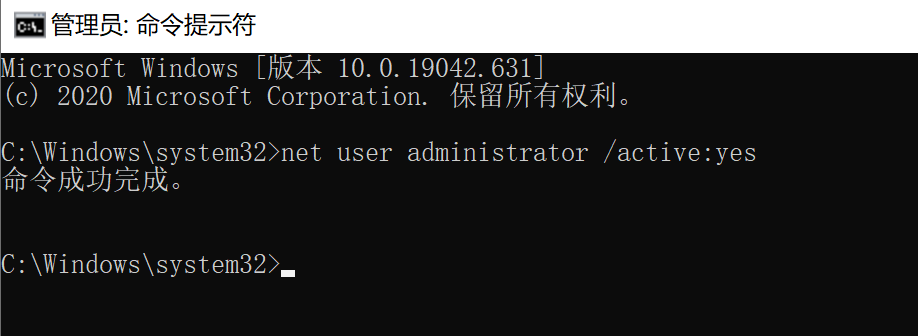 管理员: 命令提示符
Microsoft Windows [版本 10.0.19042.631]
(c) 2020 Microsoft Corporation. 保留所有权利。
C:\Windows\system32>net user administrator /active:yes
命令成功完成。
C:\Windows\system32>